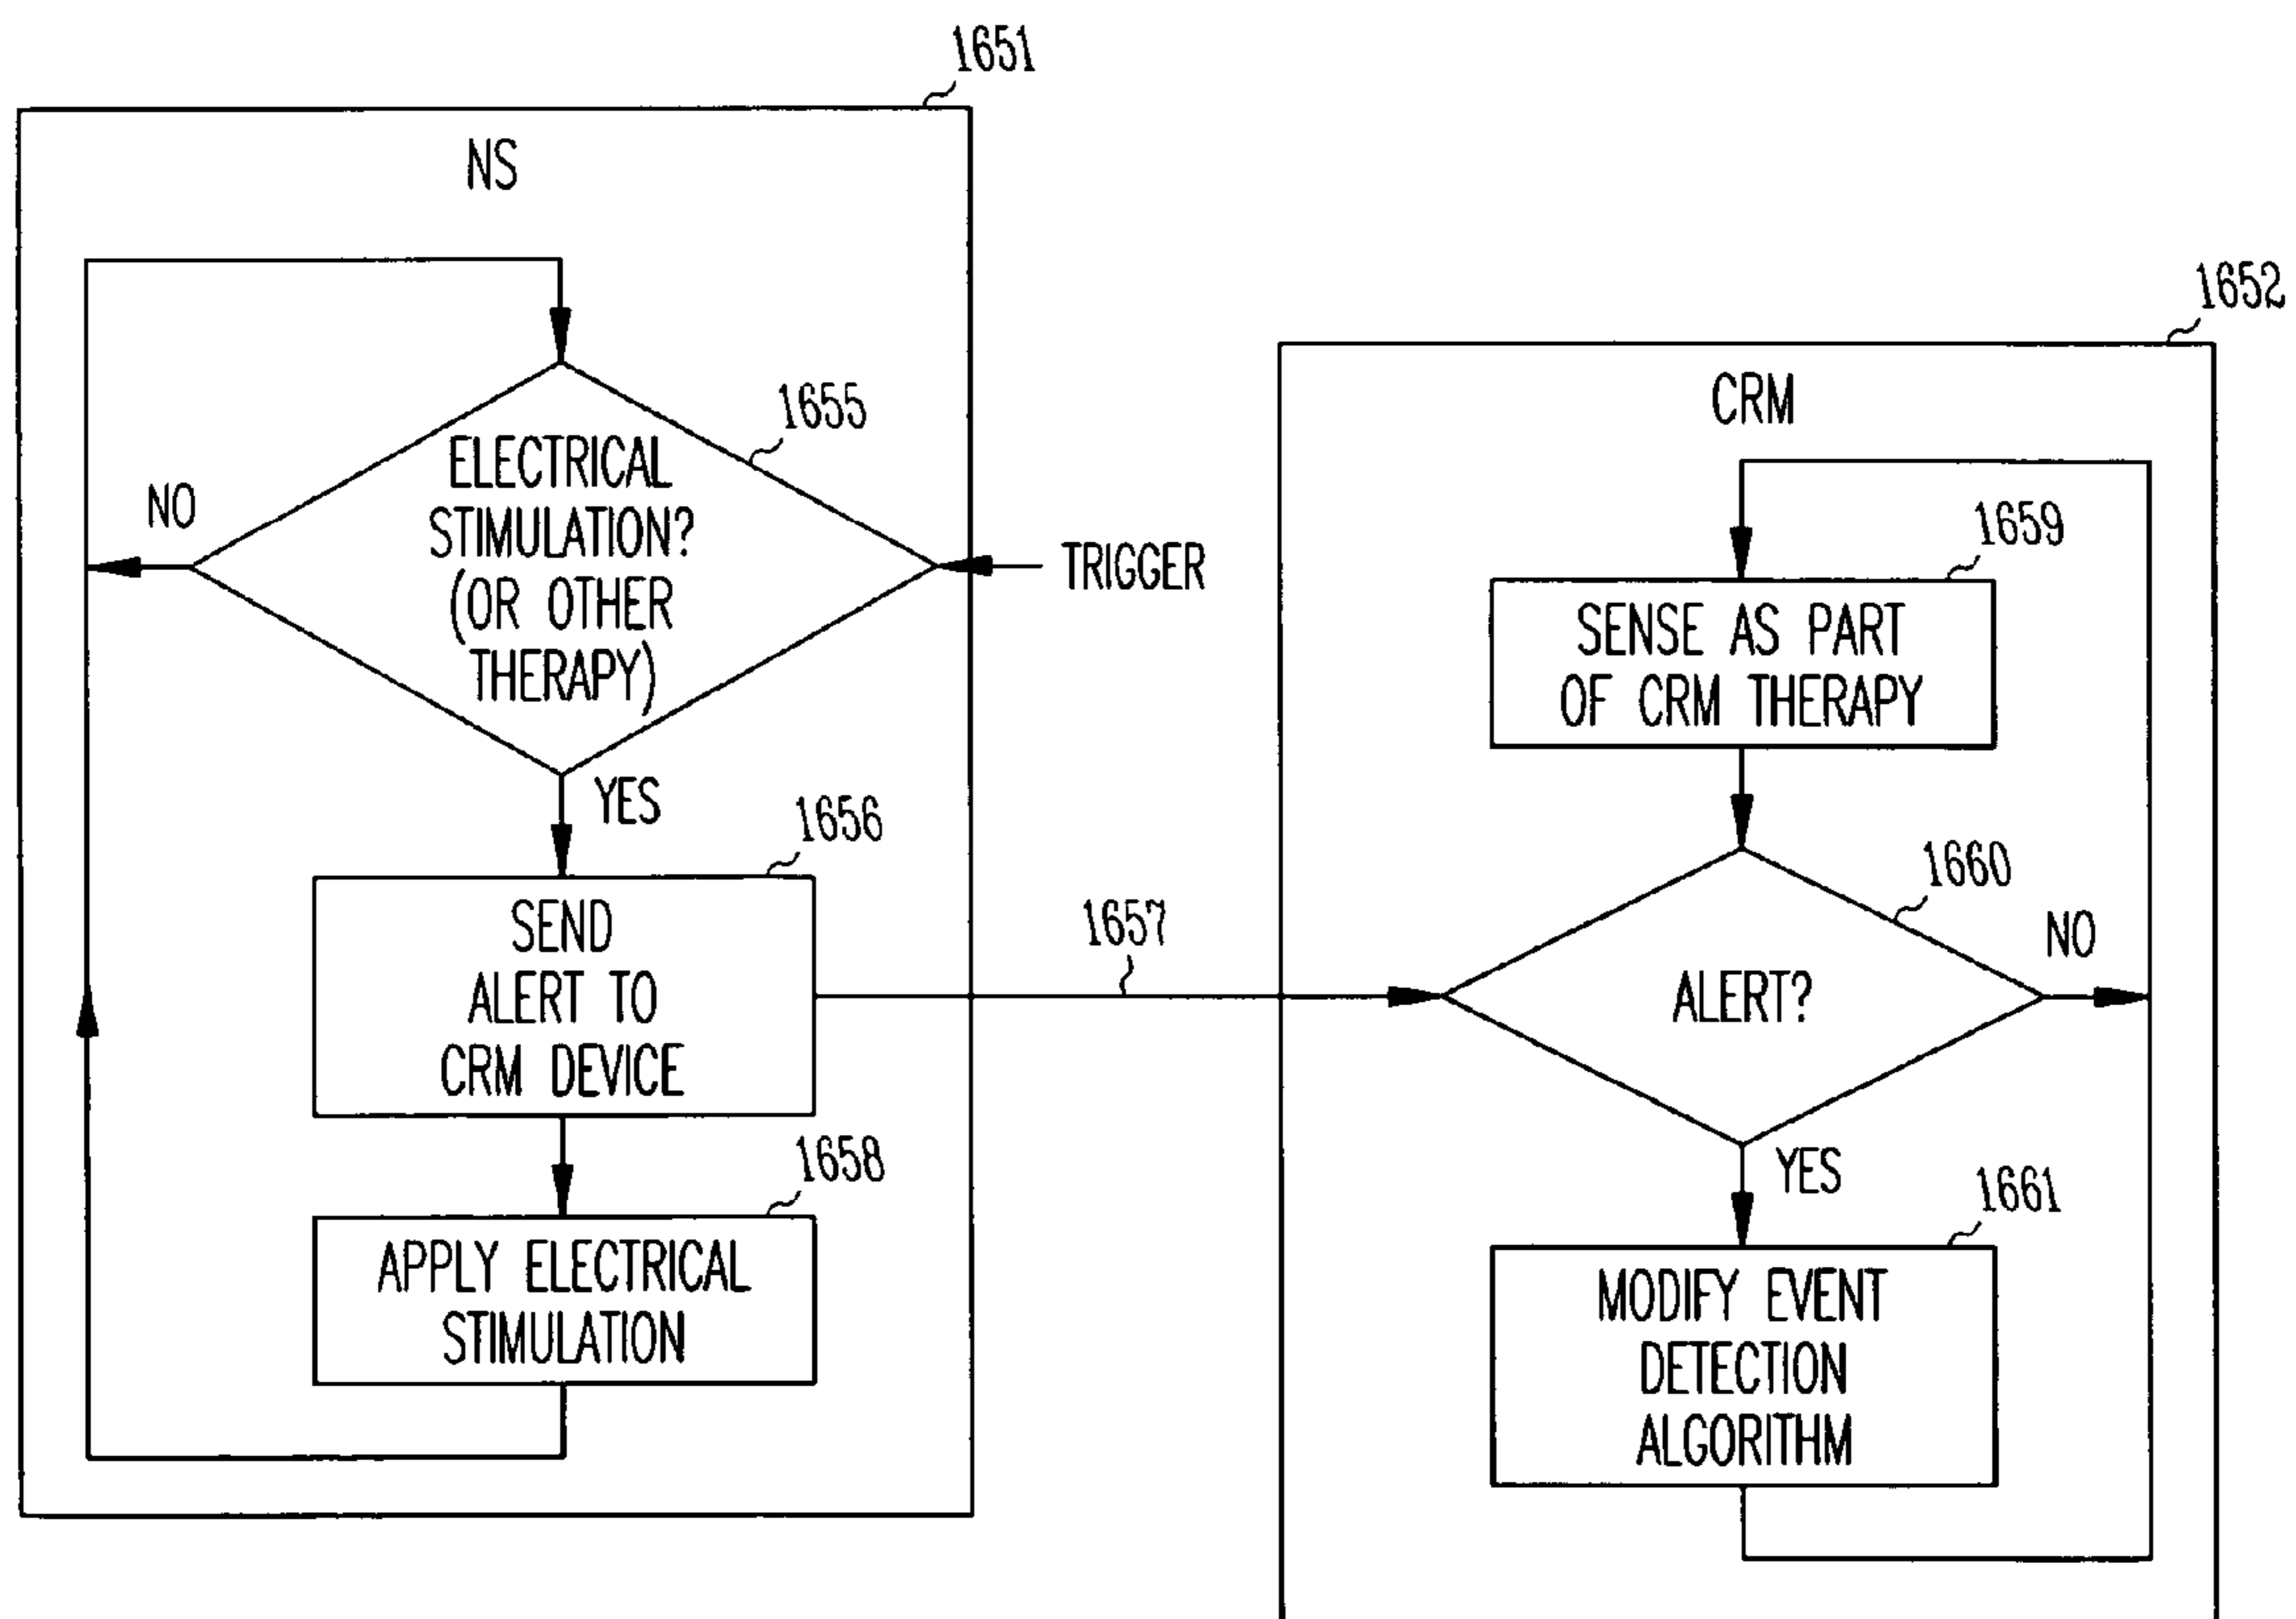 1651
NS
1655
ELECTRICAL
STIMULATION?
(OR OTHER
THERAPY)
NO
TRIGGER
YES
1656
SEND
ALERT TO
CRM DEVICE
1657
1658
APPLY ELECTRICAL
STIMULATION
1652
CRM
1659
SENSE AS PART
OF CRM THERAPY
1660
NO
ALERT?
YES
1661
MODIFY EVENT
DETECTION
ALGORITHM